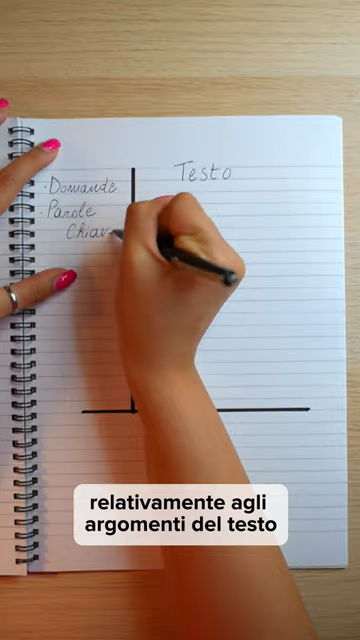 Testo
· Domande
· Parole
Chiav
relativamente agli
argomenti del testo